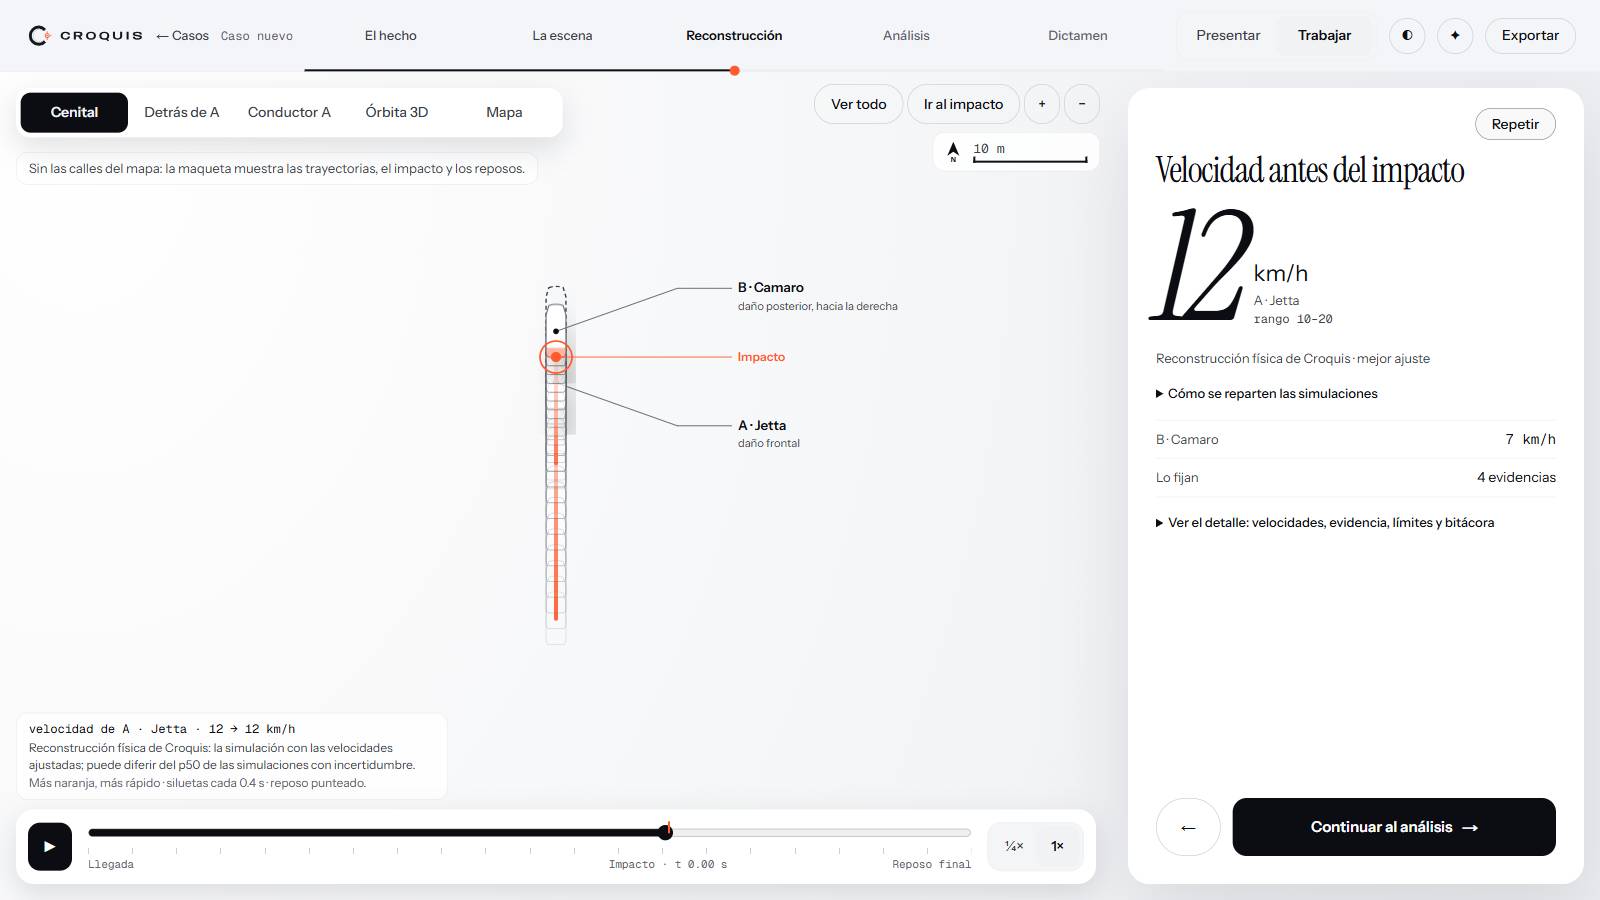 CROQUIS
← Casos
Caso nuevo
El hecho
La escena
Reconstrucción
Análisis
Dictamen
Presentar
Trabajar
Exportar
Cenital
Detrás de A
Conductor A
Órbita 3D
Mapa
Ver todo
Ir al impacto
+
−
N
10 m
Sin las calles del mapa: la maqueta muestra las trayectorias, el impacto y los reposos.
B·Camaro
daño posterior, hacia la derecha
Impacto
A·Jetta
daño frontal
velocidad de A · Jetta · 12 → 12 km/h
Reconstrucción física de Croquis: la simulación con las velocidades
ajustadas; puede diferir del p50 de las simulaciones con incertidumbre.
Más naranja, más rápido·siluetas cada 0.4 s·reposo punteado.
Llegada
Impacto · t 0.00 s
Reposo final
¼×
1×
Repetir
Velocidad antes del impacto
12
km/h
A·Jetta
rango 10–20
Reconstrucción física de Croquis·mejor ajuste
Cómo se reparten las simulaciones
B·Camaro
7 km/h
Lo fijan
4 evidencias
Ver el detalle: velocidades, evidencia, límites y bitácora
←
Continuar al análisis →